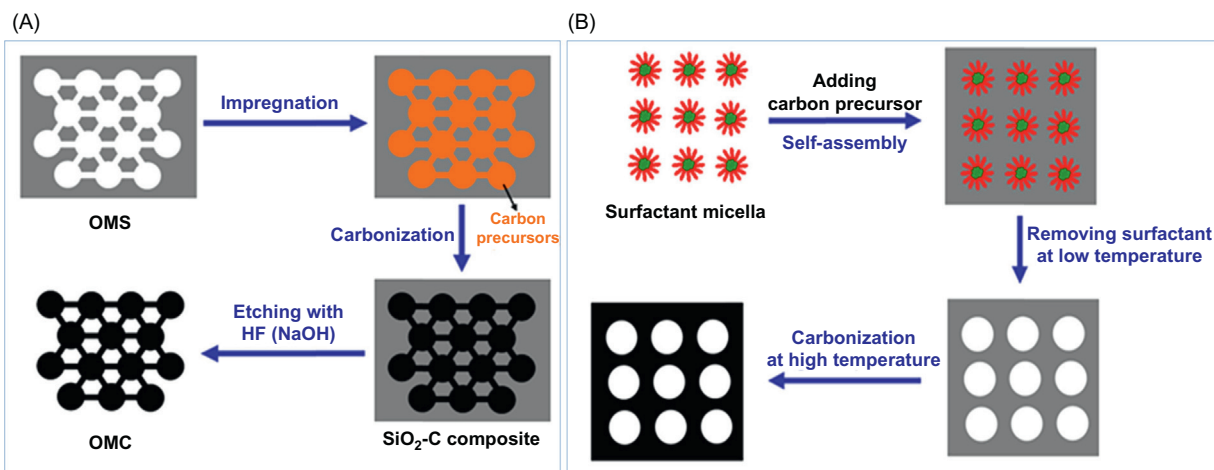 (A)
Impregnation
OMS
Carbon
precursors
Carbonization
Etching with
HF (NaOH)
OMC
SiO₂-C composite
(B)
Adding
carbon precursor
Self-assembly
Surfactant micella
Removing surfactant
at low temperature
Carbonization
at high temperature